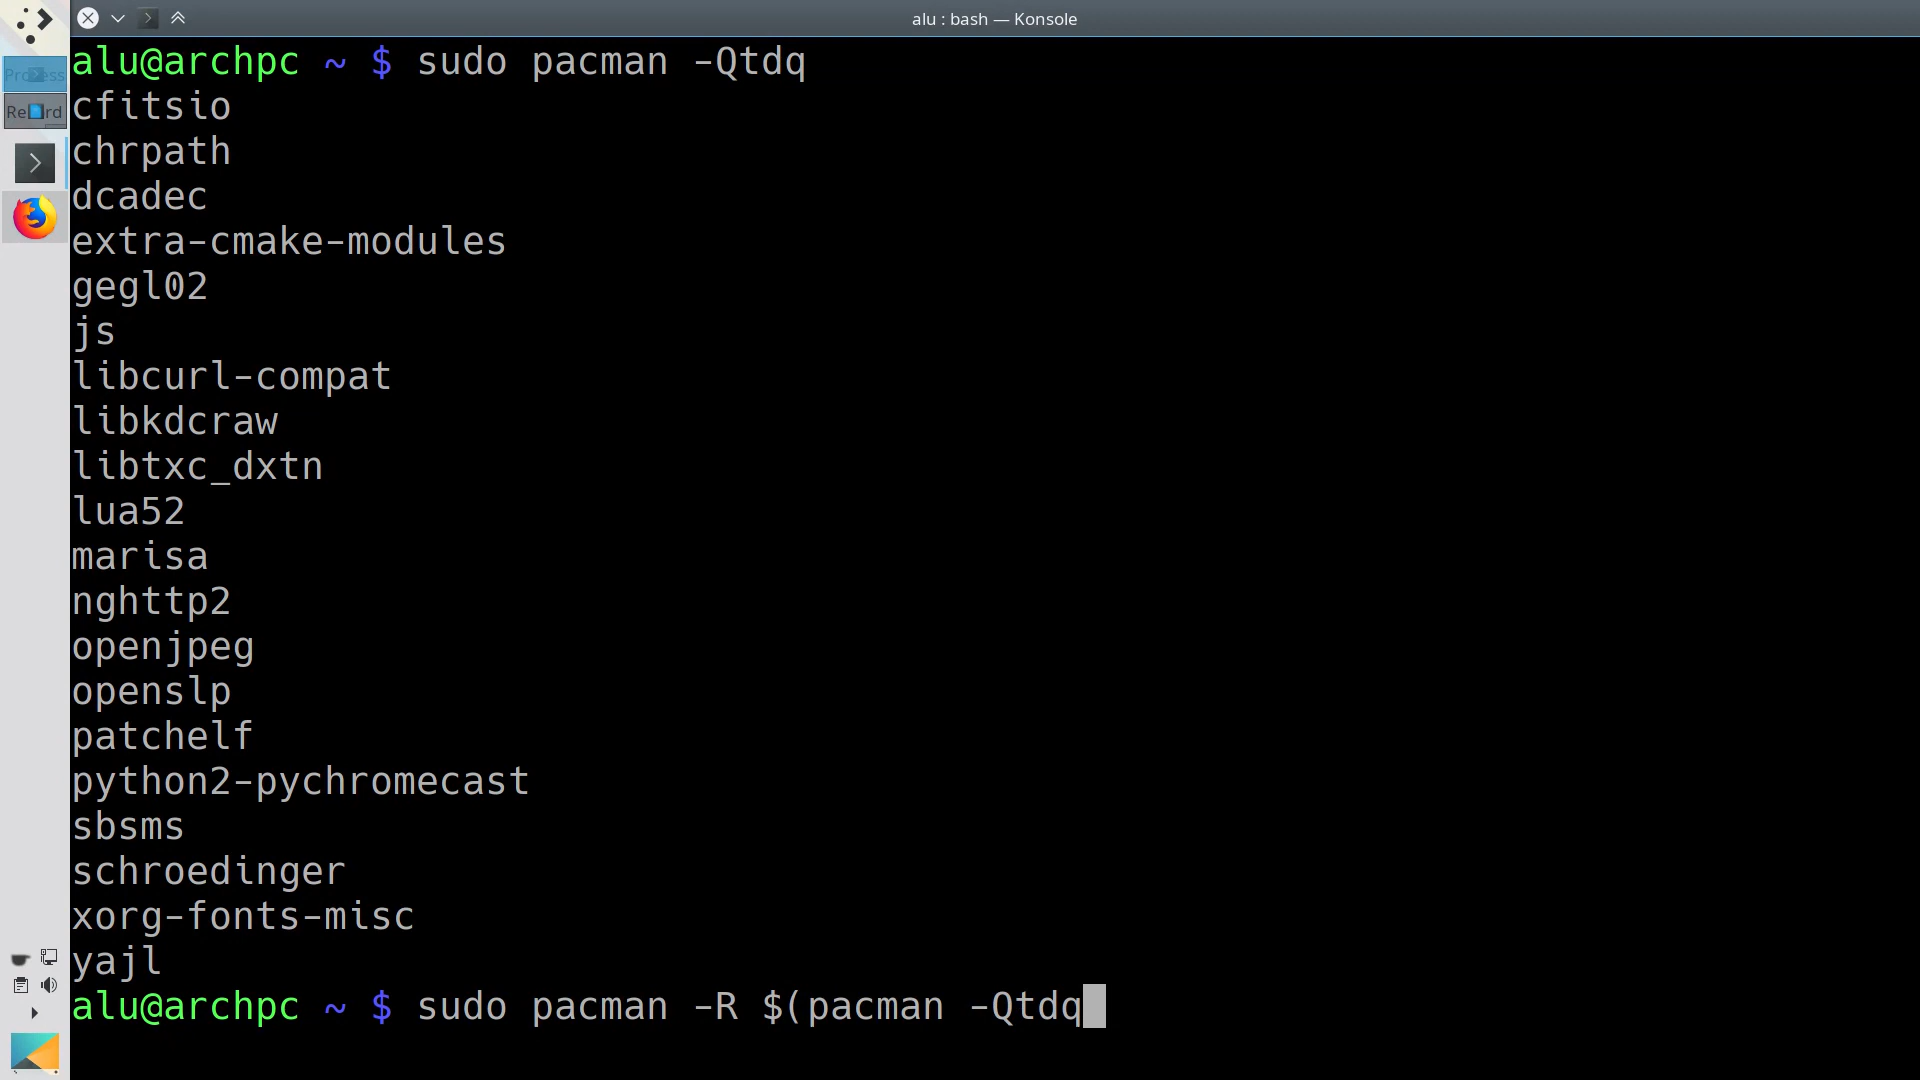 alu : bash — Konsole
alu@archpc ~ $ sudo pacman -Qtdq
cfitsio
chrpath
dcadec
extra-cmake-modules
gegl02
js
libcurl-compat
libkdcraw
libtxc_dxtn
lua52
marisa
nghttp2
openjpeg
openslp
patchelf
python2-pychromecast
sbsms
schroedinger
xorg-fonts-misc
yajl
alu@archpc ~ $ sudo pacman -R $(pacman -Qtdq